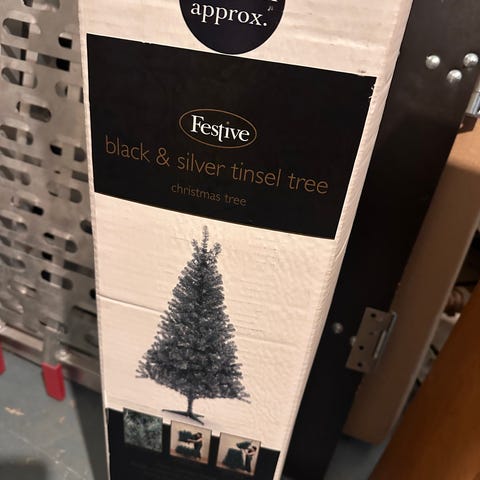 approx.
Festive
black & silver tinsel tree
christmas tree